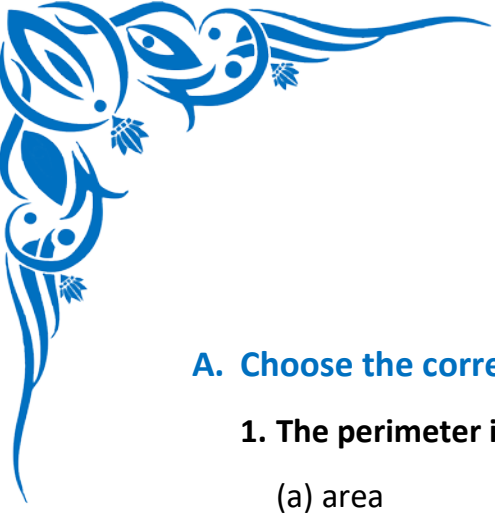 A. Choose the corre
1. The perimeter i
(a) area